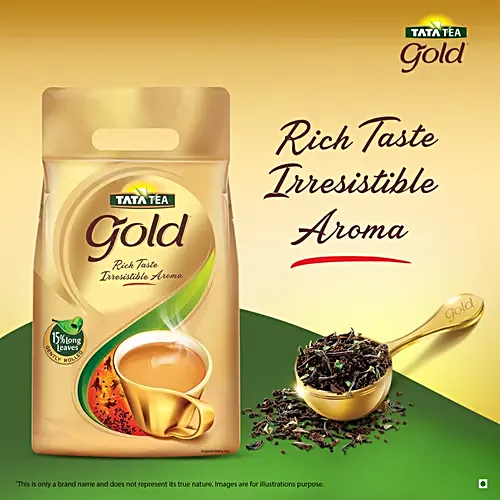 TATA TEA
Gold
Rich Taste
Irresistible
Aroma
TATA TEA
Gold
Rich Taste
Irresistible Aroma
15% long
leaves
GENTLY ROLLED
Gold
*This is only a brand name and does not represent its true nature. Images are for illustrations purpose.